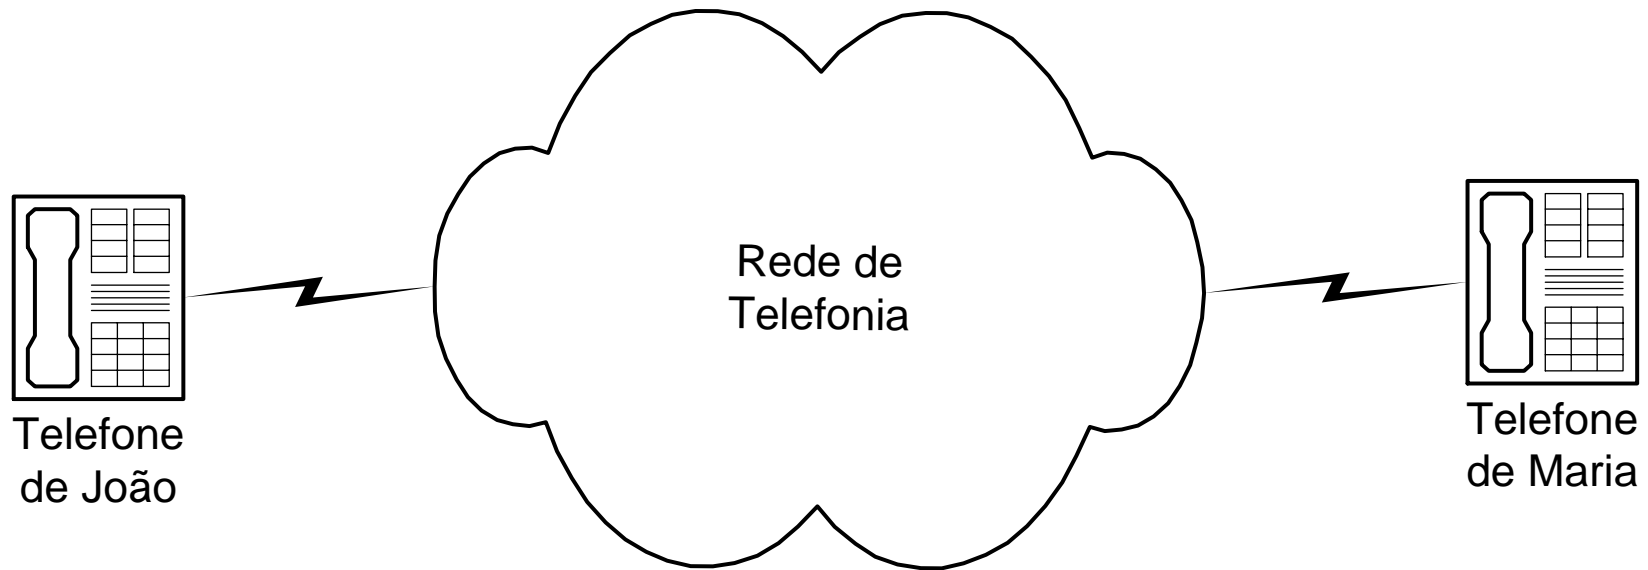 Rede de
Telefonia
Telefone
de João
Telefone
de Maria